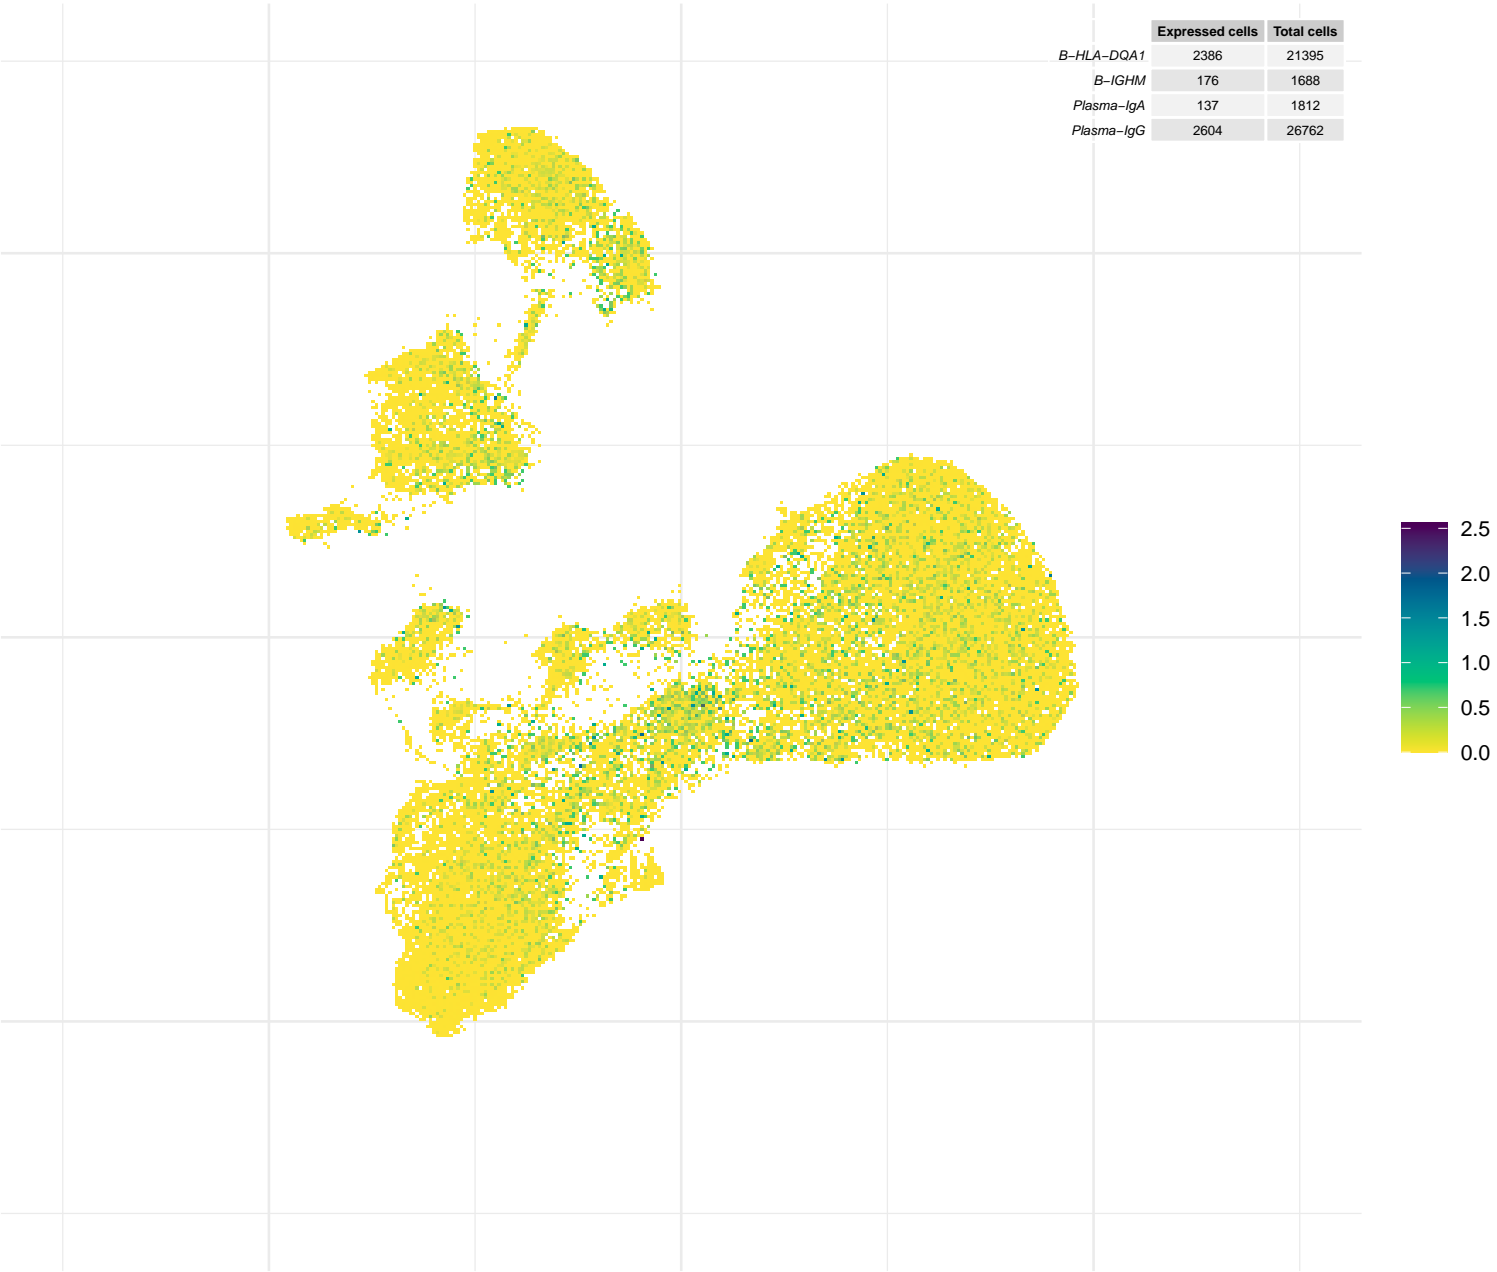 Expressed cells Total cells
B−HLA−DQA1 2386 21395
B−IGHM 176 1688
Plasma−IgA 137 1812
Plasma−IgG 2604 26762
2.5
2.0
1.5
1.0
0.5
0.0